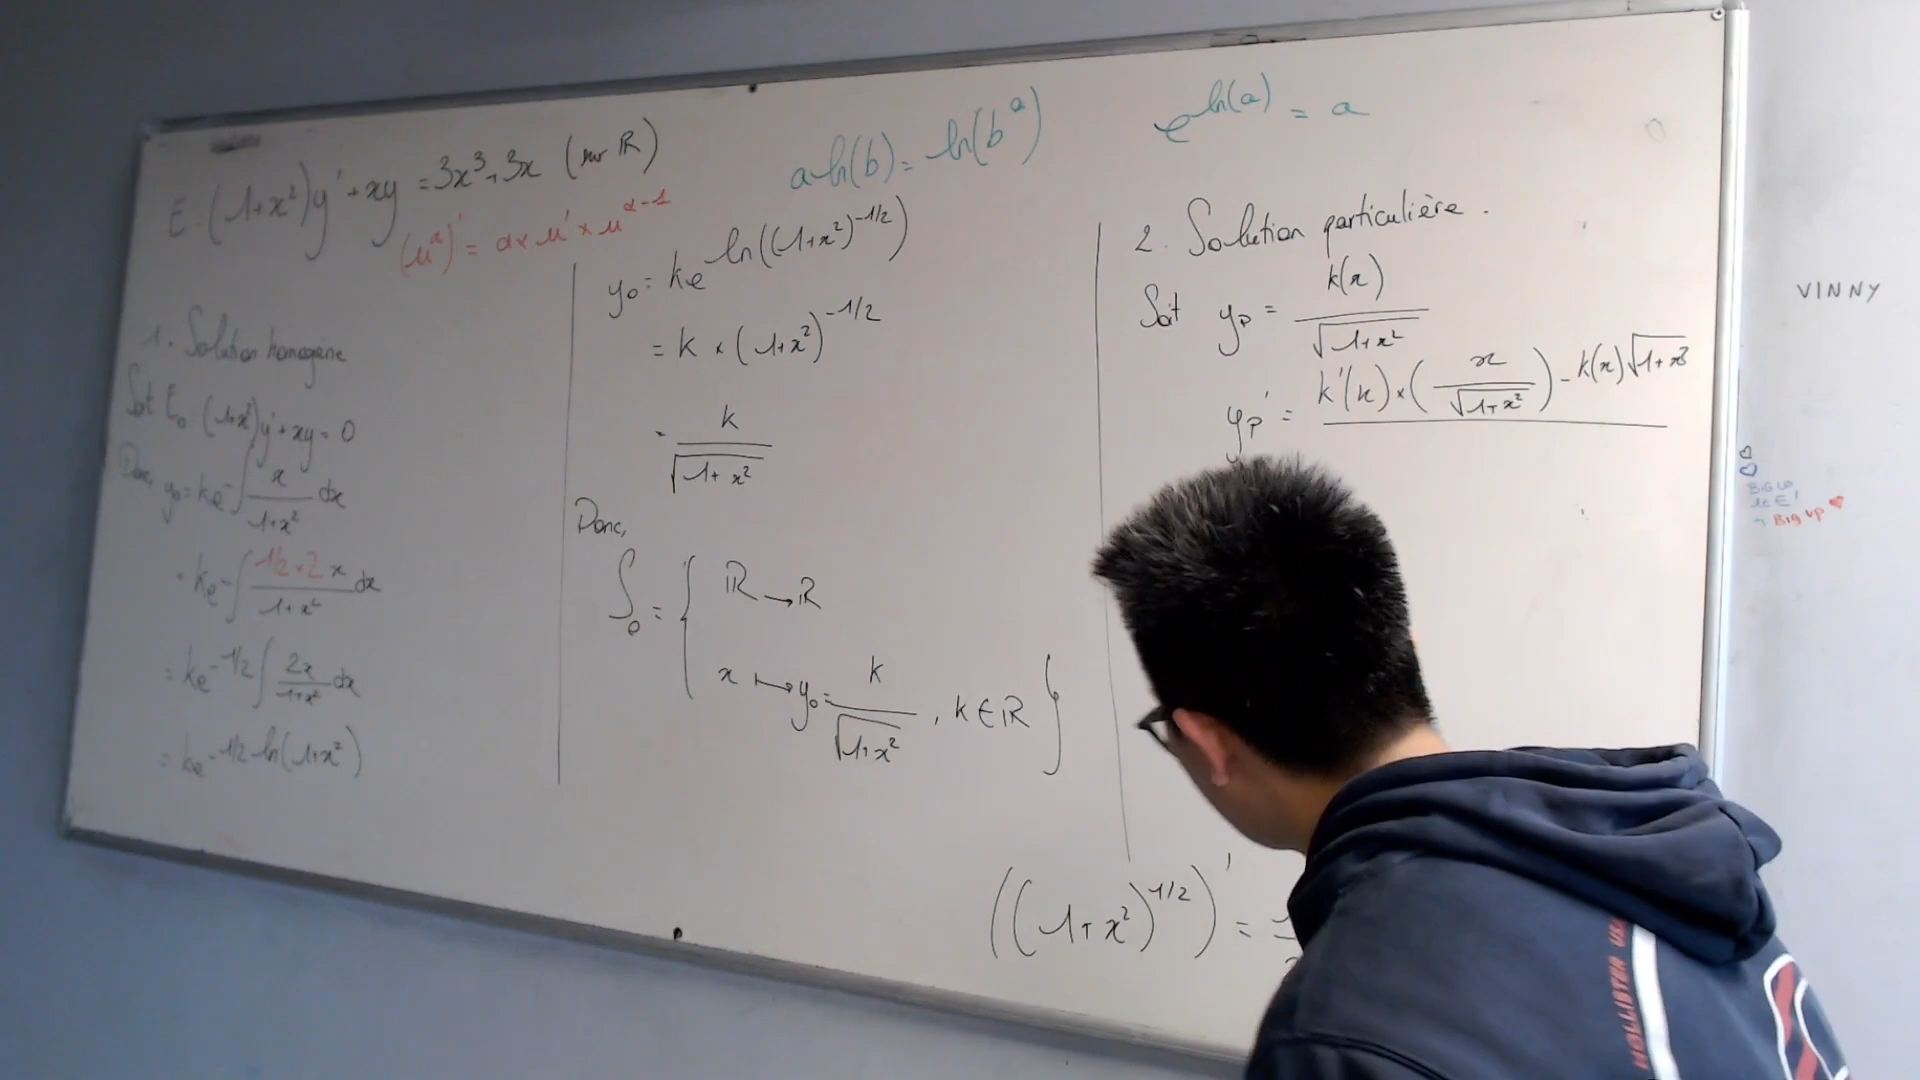 E (1+x²)y' + xy = 3x³+3x (sur R)
(u^α)' = α×u'×u^(α-1)
a ln(b) = ln(b^a)
e^ln(a) = a
1. Solution homogène
Soit E₀ (1+x²)y'+xy=0
Donc, y₀ = ke^-∫ x/(1+x²) dx
= ke^-∫ (1/2×2x)/(1+x²) dx
= ke^-1/2 ∫ 2x/(1+x²) dx
= ke^-1/2 ln(1+x²)
y₀ = ke^ln((1+x²)^-1/2)
= k × (1+x²)^-1/2
= k/√(1+x²)
Donc,
S₀ = { R → R
x ↦ y₀ = k/√(1+x²), k ∈ R }
2. Solution particulière.
Soit yₚ = k(x)/√(1+x²)
yₚ' = k'(x)×(x/√(1+x²)) - k(x)√(1+x²)
((1+x²)^1/2)' =
VINNY
BIG UP
Big up
HOLLISTER